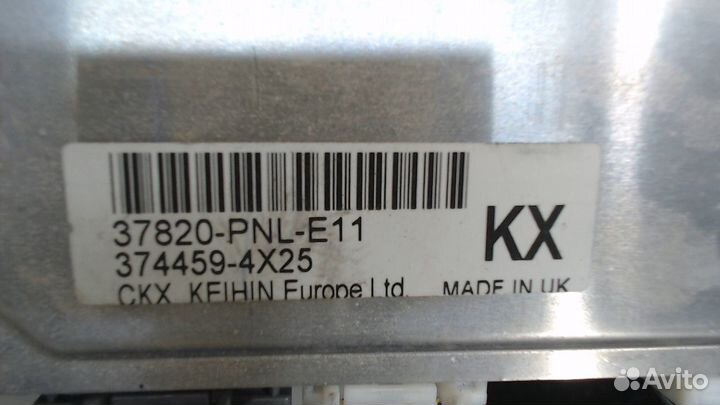 37820-PNL-E11
374459-4X25
KX
CKX KEIHIN Europe Ltd. MADE IN UK
Avito